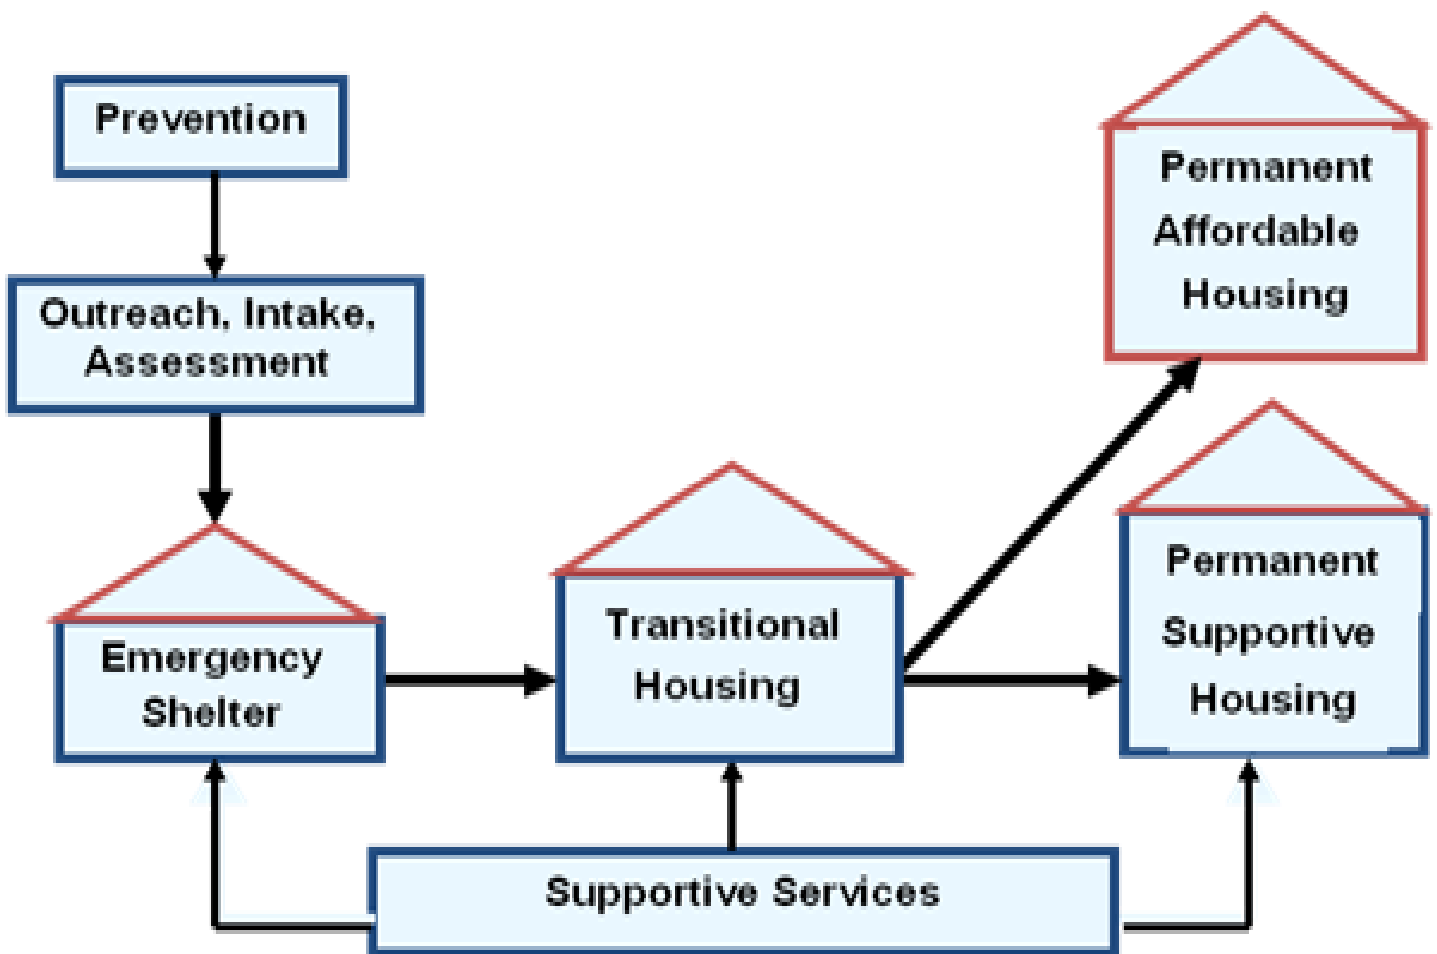 Prevention
Outreach, Intake,
Assessment
Emergency
Shelter
Transitional
Housing
Permanent
Affordable
Housing
Permanent
Supportive
Housing
Supportive Services